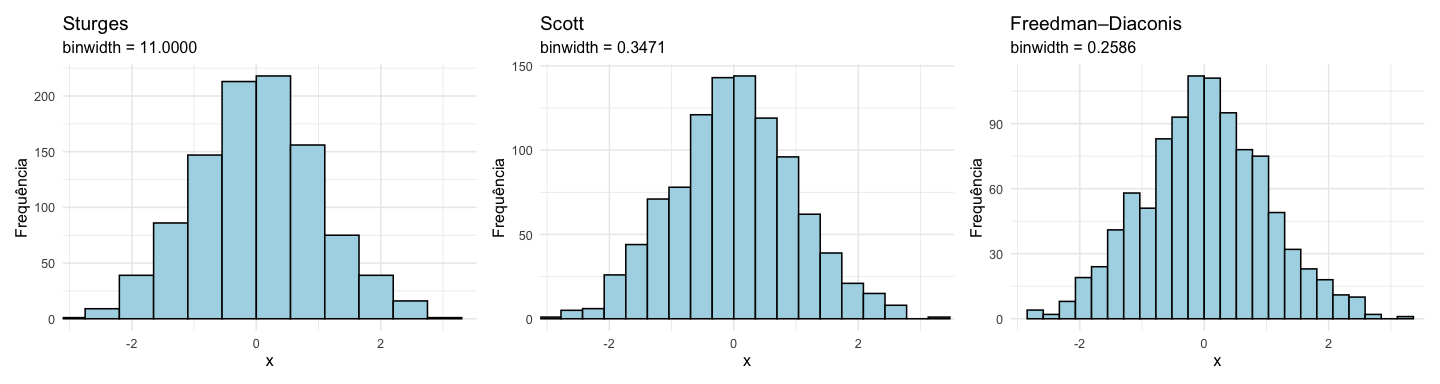 Sturges
binwidth = 11.0000
Frequência
200
150
100
50
0
-2
0
2
x
Scott
binwidth = 0.3471
Frequência
150
100
50
0
-2
0
2
x
Freedman–Diaconis
binwidth = 0.2586
Frequência
90
60
30
0
-2
0
2
x